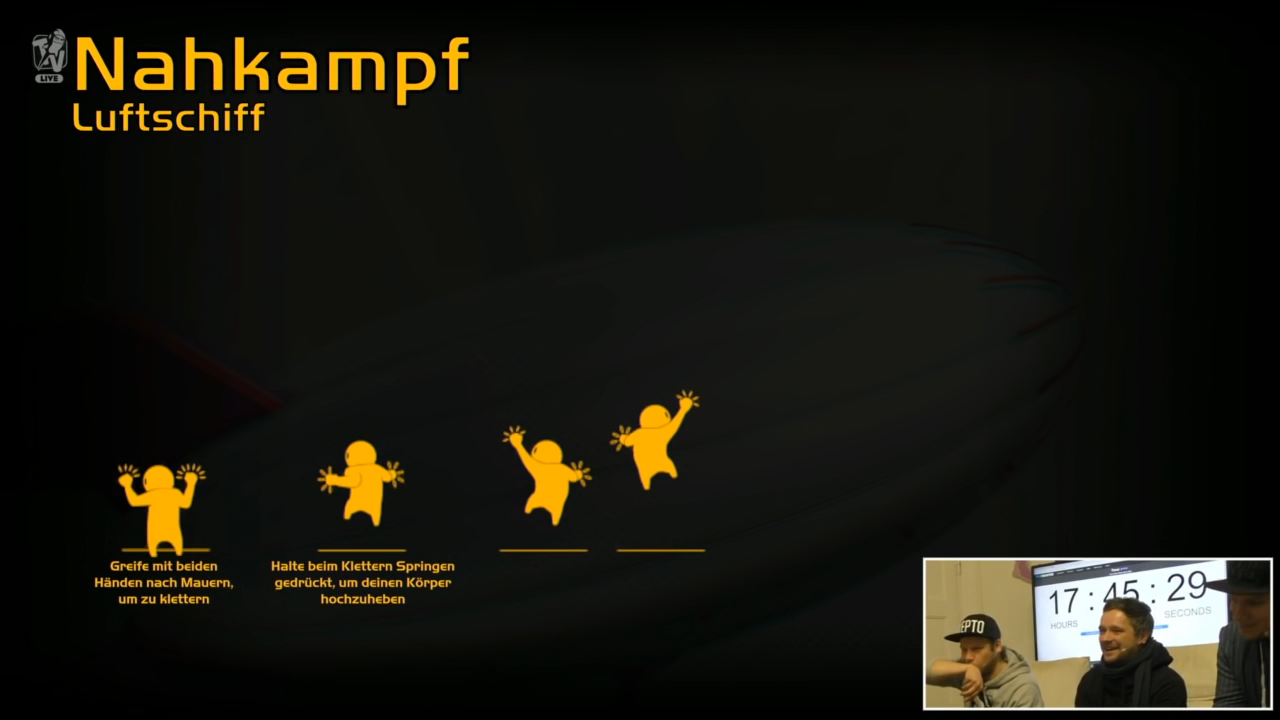 Nahkampf
Luftschiff
LIVE
Greife mit beiden
Händen nach Mauern,
um zu klettern
Halte beim Klettern Springen
gedrückt, um deinen Körper
hochzuheben
17 : 45 : 29
HOURS
SECONDS
EPTO